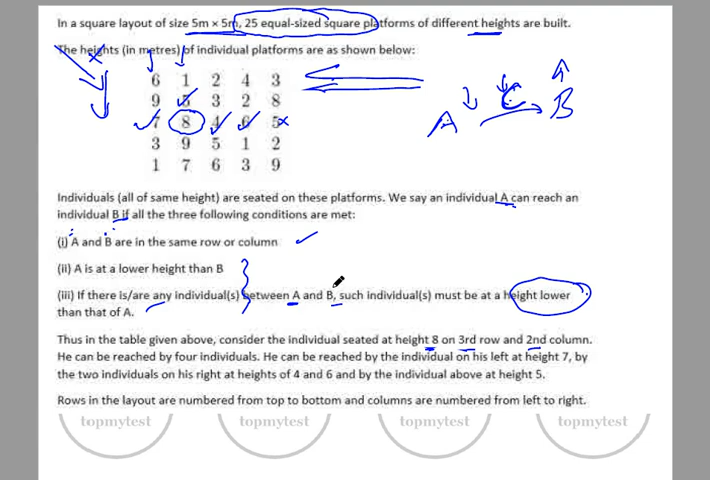 In a square layout of size 5m × 5m, 25 equal-sized square platforms of different heights are built.
The heights (in metres) of individual platforms are as shown below:
6 1 2 4 3
9 5 3 2 8
7 8 4 6 5
3 9 5 1 2
1 7 6 3 9
A C B
Individuals (all of same height) are seated on these platforms. We say an individual A can reach an
individual B if all the three following conditions are met:
(i) A and B are in the same row or column
(ii) A is at a lower height than B
(iii) If there is/are any individual(s) between A and B, such individual(s) must be at a height lower
than that of A.
Thus in the table given above, consider the individual seated at height 8 on 3rd row and 2nd column.
He can be reached by four individuals. He can be reached by the individual on his left at height 7, by
the two individuals on his right at heights of 4 and 6 and by the individual above at height 5.
Rows in the layout are numbered from top to bottom and columns are numbered from left to right.
topmytest topmytest topmytest topmytest